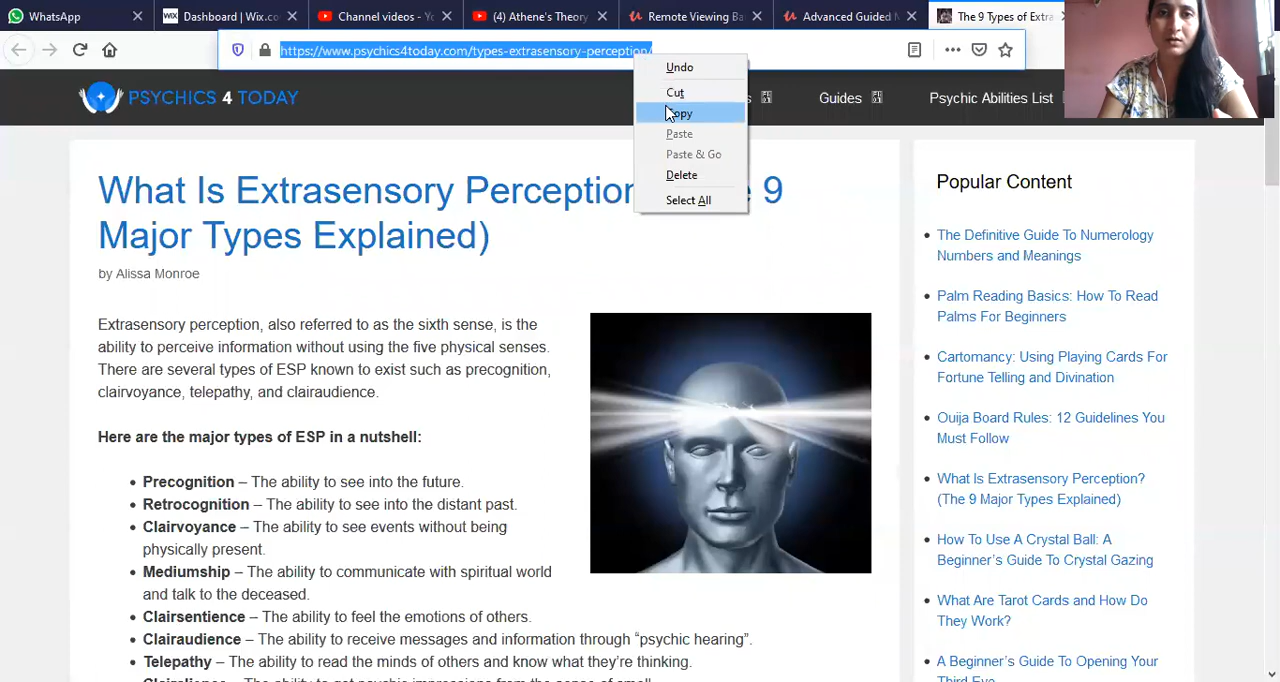 WhatsApp
Dashboard | Wix.co
Channel videos - Yo
(4) Athene's Theory
Remote Viewing Ba
Advanced Guided M
The 9 Types of Extra
https://www.psychics4today.com/types-extrasensory-perception/
PSYCHICS 4 TODAY
Guides
Psychic Abilities List
Undo
Cut
Copy
Paste
Paste & Go
Delete
Select All
What Is Extrasensory Perception 9
Major Types Explained)
by Alissa Monroe
Extrasensory perception, also referred to as the sixth sense, is the
ability to perceive information without using the five physical senses.
There are several types of ESP known to exist such as precognition,
clairvoyance, telepathy, and clairaudience.
Here are the major types of ESP in a nutshell:
Precognition – The ability to see into the future.
Retrocognition – The ability to see into the distant past.
Clairvoyance – The ability to see events without being
physically present.
Mediumship – The ability to communicate with spiritual world
and talk to the deceased.
Clairsentience – The ability to feel the emotions of others.
Clairaudience – The ability to receive messages and information through “psychic hearing”.
Telepathy – The ability to read the minds of others and know what they’re thinking.
Popular Content
The Definitive Guide To Numerology
Numbers and Meanings
Palm Reading Basics: How To Read
Palms For Beginners
Cartomancy: Using Playing Cards For
Fortune Telling and Divination
Ouija Board Rules: 12 Guidelines You
Must Follow
What Is Extrasensory Perception?
(The 9 Major Types Explained)
How To Use A Crystal Ball: A
Beginner’s Guide To Crystal Gazing
What Are Tarot Cards and How Do
They Work?
A Beginner’s Guide To Opening Your
Third Eye